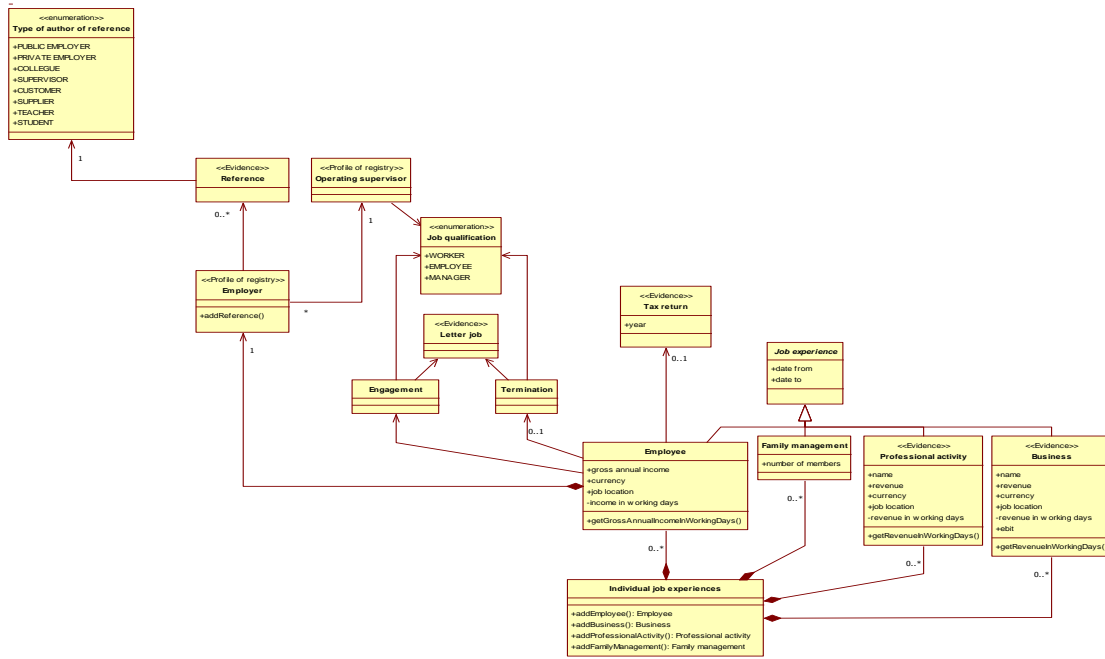 <<enumeration>>
Type of author of reference
+PUBLIC EMPLOYER
+PRIVATE EMPLOYER
+COLLEGUE
+SUPERVISOR
+CUSTOMER
+SUPPLIER
+TEACHER
+STUDENT
1
<<Evidence>>
Reference
0..*
<<Profile of registry>>
Operating supervisor
1
<<enumeration>>
Job qualification
+WORKER
+EMPLOYEE
+MANAGER
<<Profile of registry>>
Employer
+addReference()
*
1
<<Evidence>>
Letter job
<<Evidence>>
Tax return
+year
0..1
Job experience
+date from
+date to
Engagement
Termination
0..1
Employee
+gross annual income
+currency
+job location
-income in working days
+getGrossAnnualIncomeInWorkingDays()
0..*
Family management
+number of members
0..*
<<Evidence>>
Professional activity
+name
+revenue
+currency
+job location
-revenue in working days
+getRevenueInWorkingDays()
0..*
<<Evidence>>
Business
+name
+revenue
+currency
+job location
-revenue in working days
+ebit
+getRevenueInWorkingDays()
0..*
Individual job experiences
+addEmployee(): Employee
+addBusiness(): Business
+addProfessionalActivity(): Professional activity
+addFamilyManagement(): Family management